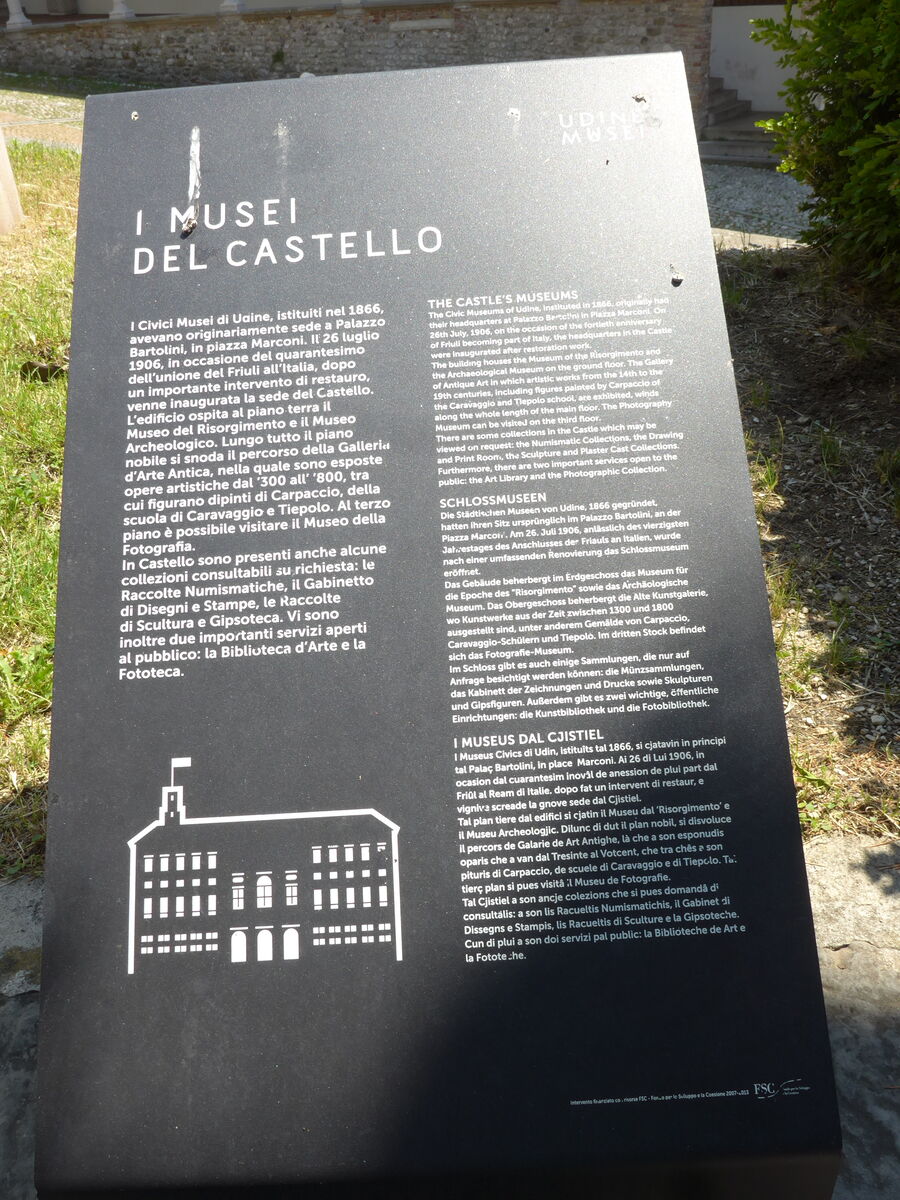 UDINE
MUSEI
I MUSEI
DEL CASTELLO
I Civici Musei di Udine, istituiti nel 1866,
avevano originariamente sede a Palazzo
Bartolini, in piazza Marconi. Il 26 luglio
1906, in occasione del quarantesimo
dell'unione del Friuli all'Italia, dopo
un importante intervento di restauro,
venne inaugurata la sede del Castello.
L'edificio ospita al piano terra il
Museo del Risorgimento e il Museo
Archeologico. Lungo tutto il piano
nobile si snoda il percorso della Galleria
d'Arte Antica, nella quale sono esposte
opere artistiche dal '300 all' '800, tra
cui figurano dipinti di Carpaccio, della
scuola di Caravaggio e Tiepolo. Al terzo
piano è possibile visitare il Museo della
Fotografia.
In Castello sono presenti anche alcune
collezioni consultabili su richiesta: le
Raccolte Numismatiche, il Gabinetto
di Disegni e Stampe, le Raccolte
di Scultura e Gipsoteca. Vi sono
inoltre due importanti servizi aperti
al pubblico: la Biblioteca d'Arte e la
Fototeca.
THE CASTLE'S MUSEUMS
The Civic Museums of Udine, instituted in 1866, originally had
their headquarters at Palazzo Bartolini in Piazza Marconi. On
26th July, 1906, on the occasion of the fortieth anniversary
of Friuli becoming part of Italy, the headquarters in the Castle
were inaugurated after restoration work.
The building houses the Museum of the Risorgimento and
the Archaeological Museum on the ground floor. The Gallery
of Antique Art in which artistic works from the 14th to the
19th centuries, including figures painted by Carpaccio of
the Caravaggio and Tiepolo school, are exhibited, winds
along the whole length of the main floor. The Photography
Museum can be visited on the third floor.
There are some collections in the Castle which may be
viewed on request: the Numismatic Collections, the Drawing
and Print Room, the Sculpture and Plaster Cast Collections.
Furthermore, there are two important services open to the
public: the Art Library and the Photographic Collection.
SCHLOSSMUSEEN
Die Städtischen Museen von Udine, 1866 gegründet,
hatten ihren Sitz ursprünglich im Palazzo Bartolini, an der
Piazza Marconi. Am 26. Juli 1906, anlässlich des vierzigsten
Jahrestages des Anschlusses der Friauls an Italien, wurde
nach einer umfassenden Renovierung das Schlossmuseum
eröffnet.
Das Gebäude beherbergt im Erdgeschoss das Museum für
die Epoche des "Risorgimento" sowie das Archäologische
Museum. Das Obergeschoss beherbergt die Alte Kunstgalerie,
wo Kunstwerke aus der Zeit zwischen 1300 und 1800
ausgestellt sind, unter anderem Gemälde von Carpaccio,
Caravaggio-Schülern und Tiepolo. Im dritten Stock befindet
sich das Fotografie-Museum.
Im Schloss gibt es auch einige Sammlungen, die nur auf
Anfrage besichtigt werden können: die Münzsammlungen,
das Kabinett der Zeichnungen und Drucke sowie Skulpturen
und Gipsfiguren. Außerdem gibt es zwei wichtige, öffentliche
Einrichtungen: die Kunstbibliothek und die Fotobibliothek.
I MUSEUS DAL CJISTIEL
I Museus Civics di Udin, istituîts tal 1866, si cjatavin in principi
tal Palaç Bartolini, in place Marconi. Ai 26 di Lui 1906, in
ocasion dal cuarantesim inovâl de anession de plui part dal
Friûl al Ream di Italie, dopo fat un intervent di restaur, e
vigniva screade la gnove sede dal Cjistiel.
Tal plan tiere dal edifici si cjatin il Museu dal 'Risorgimento' e
il Museu Archeologjic. Dilunc di dut il plan nobil, si disvoluce
il percors de Galarie de Art Antighe, là che a son esponudis
oparis che a van dal Tresinte al Votcent, che tra chês a son
pituris di Carpaccio, de scuele di Caravaggio e di Tiepolo. Tal
tierç plan si pues visitâ il Museo de Fotografie.
Tal Cjistiel a son ancje colezions che si pues domandâ di
consultâlis: a son lis Racueltis Numismatichis, il Gabinet di
Dissegns e Stampis, lis Racueltis di Sculture e la Gipsoteche.
Cun di plui a son doi servizi pal public: la Biblioteche de Art e
la Fototeche.
Intervento finanziato con risorse FSC - Fondo per lo Sviluppo e la Coesione 2007-2013
FSC